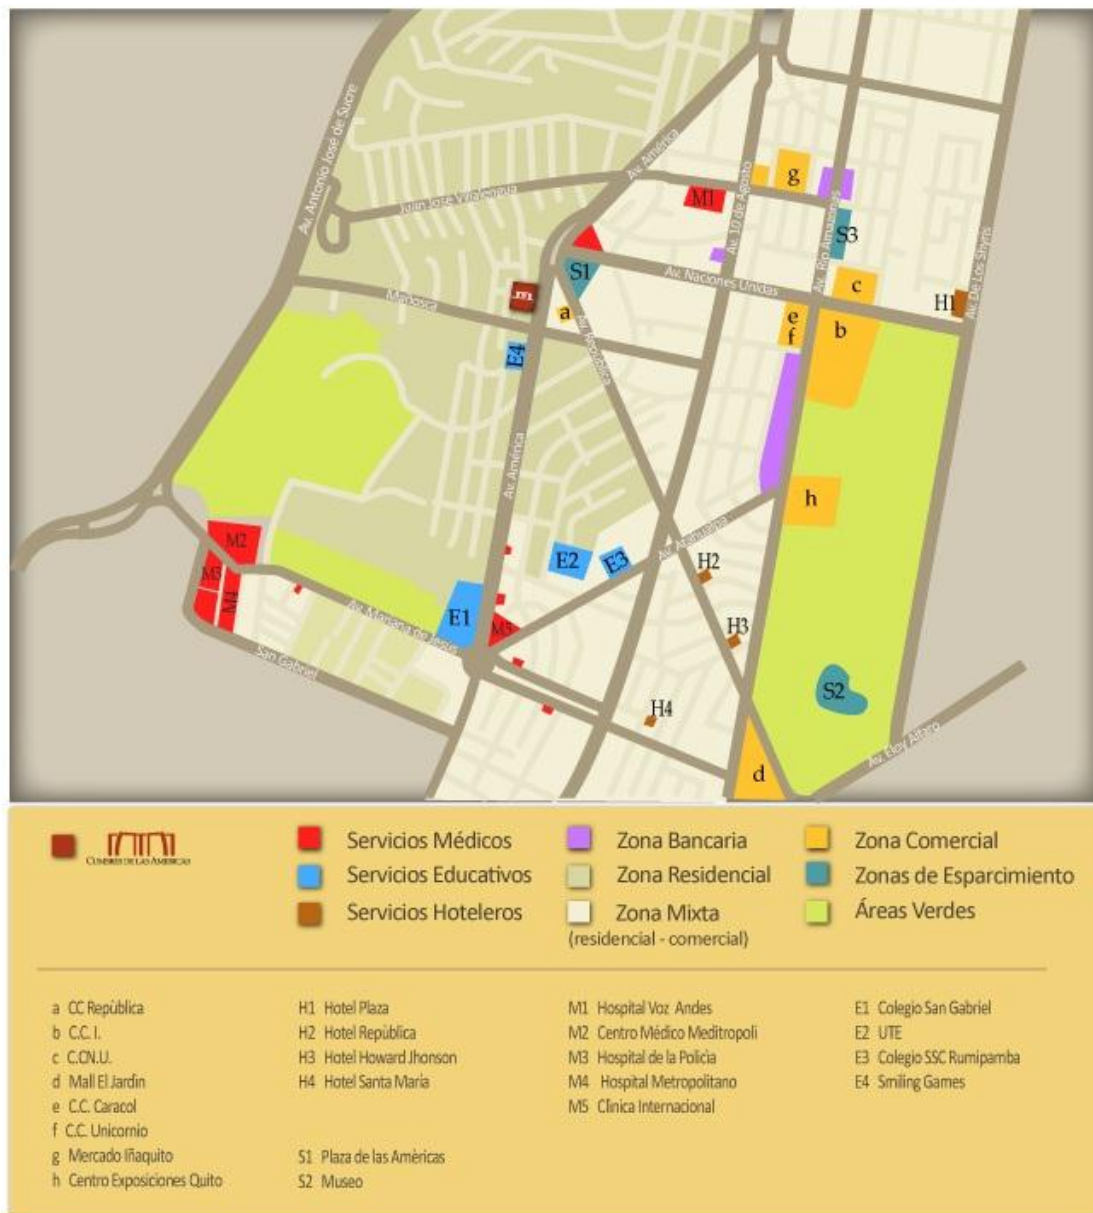 Av. Antonio José de Sucre
Av. América
Juan José Villalengua
M1
Av. 10 de Agosto
g
Av. Río Amazonas
S3
Av. De Los Shyris
S1
Av. Naciones Unidas
c
H1
Mañosca
a
e
f
b
Av. República
E4
Av. América
h
M2
M3
M4
Av. Mariana de Jesús
San Gabriel
E1
M5
E2
E3
Av. Atahualpa
H2
H3
H4
S2
d
Av. Eloy Alfaro
CUMBRES DE LAS AMERICAS
Servicios Médicos
Servicios Educativos
Servicios Hoteleros
Zona Bancaria
Zona Residencial
Zona Mixta
(residencial - comercial)
Zona Comercial
Zonas de Esparcimiento
Áreas Verdes
a CC Repùblica
b C.C. I.
c C.CN.U.
d Mall El Jardìn
e C.C. Caracol
f C.C. Unicornio
g Mercado Iñaquito
h Centro Exposiciones Quito
H1 Hotel Plaza
H2 Hotel Repùblica
H3 Hotel Howard Jhonson
H4 Hotel Santa Marìa
S1 Plaza de las Amèricas
S2 Museo
M1 Hospital Voz Andes
M2 Centro Médico Meditropoli
M3 Hospital de la Policìa
M4 Hospital Metropolitano
M5 Clìnica Internacional
E1 Colegio San Gabriel
E2 UTE
E3 Colegio SSC Rumipamba
E4 Smiling Games